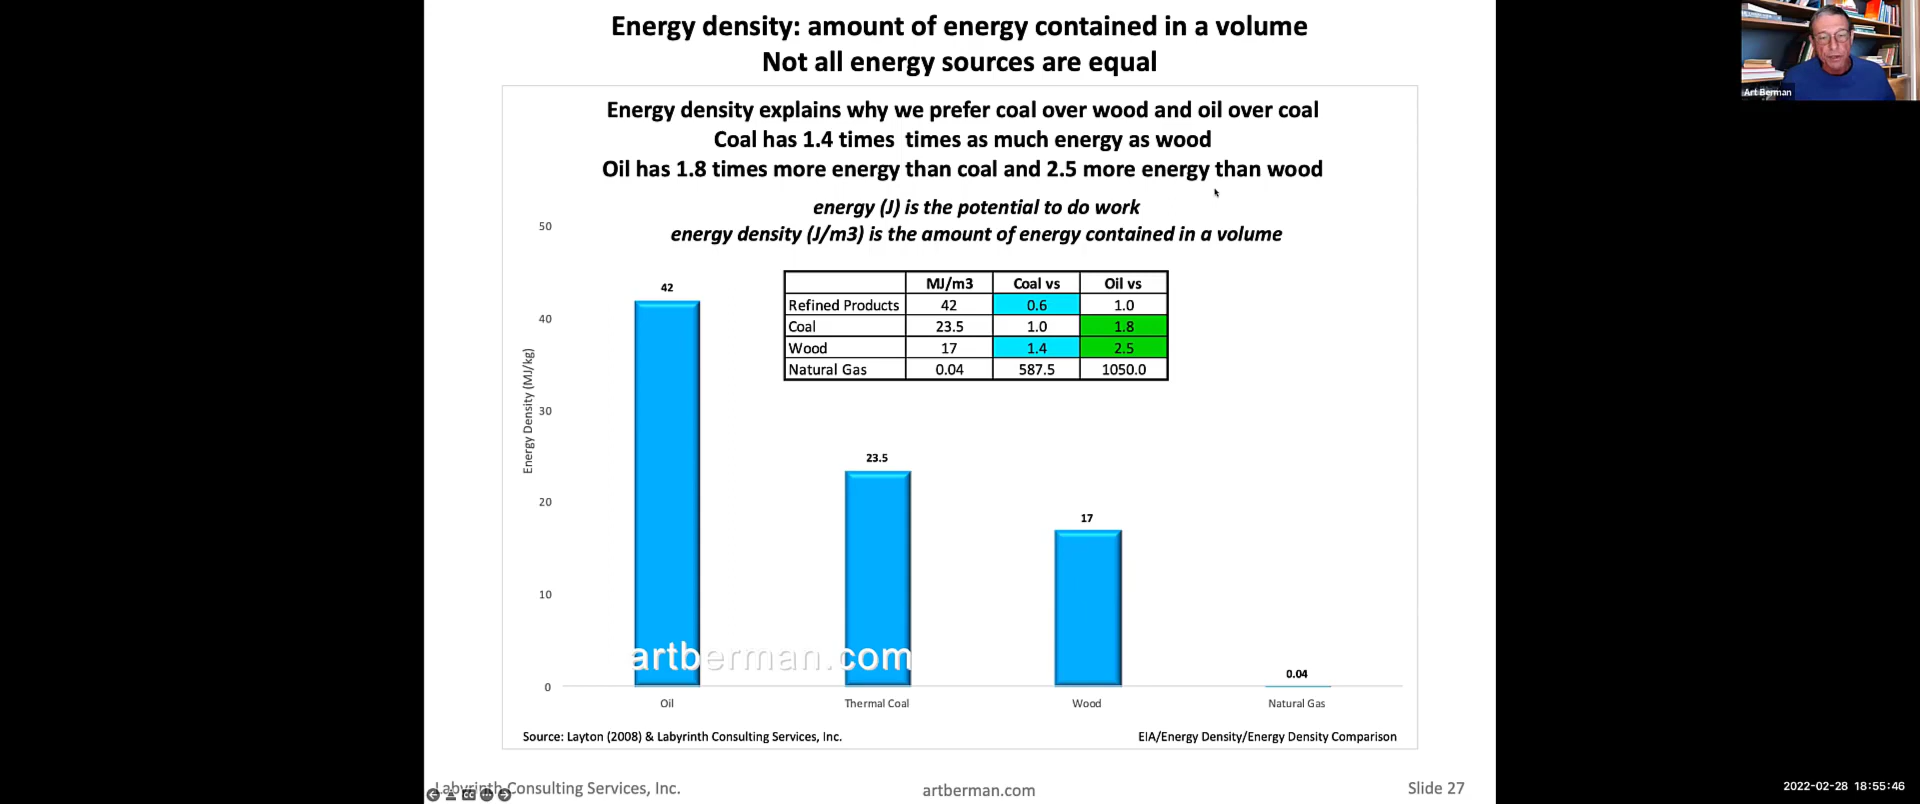 Energy density: amount of energy contained in a volume
Not all energy sources are equal
Art Berman
Energy density explains why we prefer coal over wood and oil over coal
Coal has 1.4 times  times as much energy as wood
Oil has 1.8 times more energy than coal and 2.5 more energy than wood
energy (J) is the potential to do work
energy density (J/m3) is the amount of energy contained in a volume
MJ/m3 Coal vs Oil vs
Refined Products 42 0.6 1.0
Coal 23.5 1.0 1.8
Wood 17 1.4 2.5
Natural Gas 0.04 587.5 1050.0
Energy Density (MJ/kg)
50
40
30
20
10
0
42
23.5
17
0.04
artberman.com
Oil Thermal Coal Wood Natural Gas
Source: Layton (2008) & Labyrinth Consulting Services, Inc.
EIA/Energy Density/Energy Density Comparison
Labyrinth Consulting Services, Inc.
artberman.com
Slide 27
2022-02-28 18:55:46